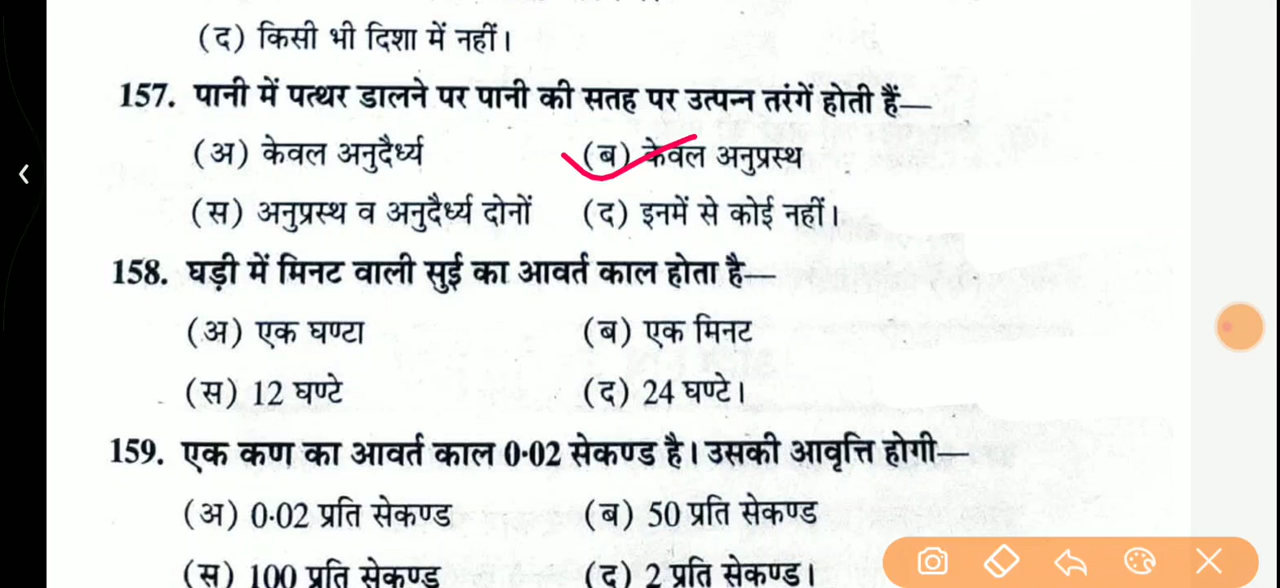 (द) किसी भी दिशा में नहीं।
157. पानी में पत्थर डालने पर पानी की सतह पर उत्पन्न तरंगें होती हैं—
(अ) केवल अनुदैर्ध्य (ब) केवल अनुप्रस्थ
(स) अनुप्रस्थ व अनुदैर्ध्य दोनों (द) इनमें से कोई नहीं।
158. घड़ी में मिनट वाली सुई का आवर्त काल होता है—
(अ) एक घण्टा (ब) एक मिनट
(स) 12 घण्टे (द) 24 घण्टे।
159. एक कण का आवर्त काल 0·02 सेकण्ड है। उसकी आवृत्ति होगी—
(अ) 0·02 प्रति सेकण्ड (ब) 50 प्रति सेकण्ड
(स) 100 प्रति सेकण्ड (द) 2 प्रति सेकण्ड।